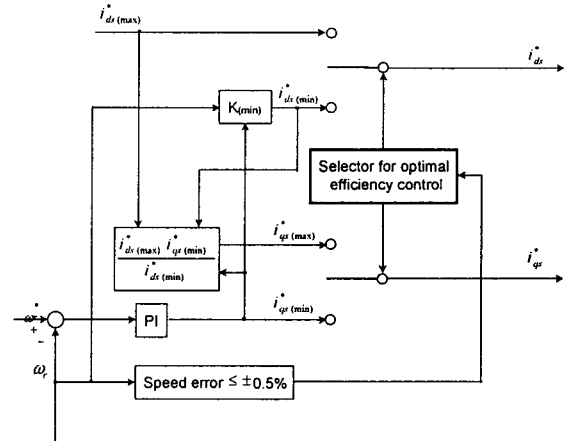 i*ds (max)
i*ds
K(min)
i*ds (min)
Selector for optimal
efficiency control
i*ds (max) i*qs (min)
i*ds (min)
i*qs (max)
i*qs
ω*
+
−
PI
i*qs (min)
ωr
Speed error ≤ ±0.5%